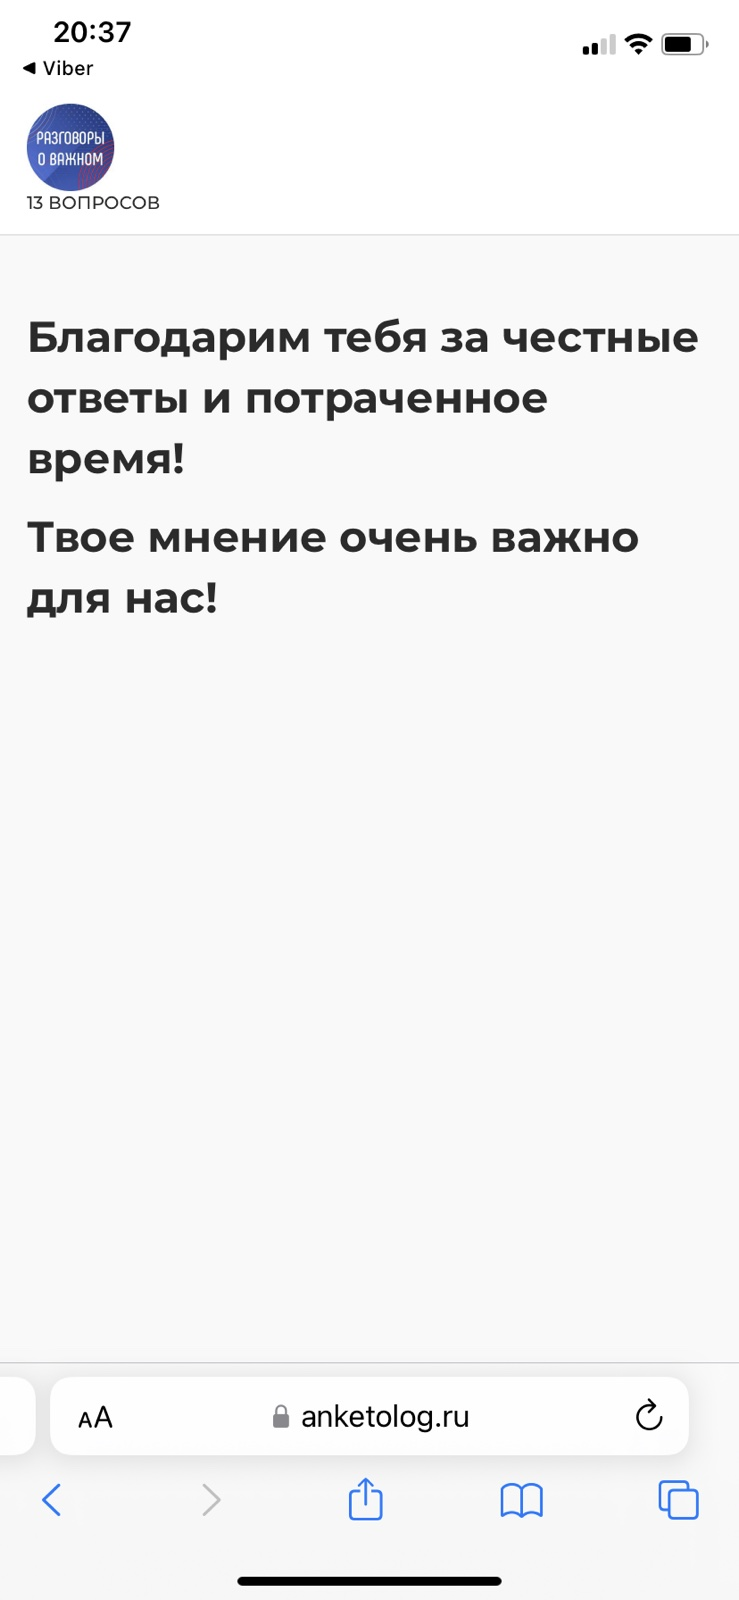 20:37
Viber
РАЗГОВОРЫ
О ВАЖНОМ
13 ВОПРОСОВ
Благодарим тебя за честные
ответы и потраченное
время!
Твое мнение очень важно
для нас!
AA
anketolog.ru